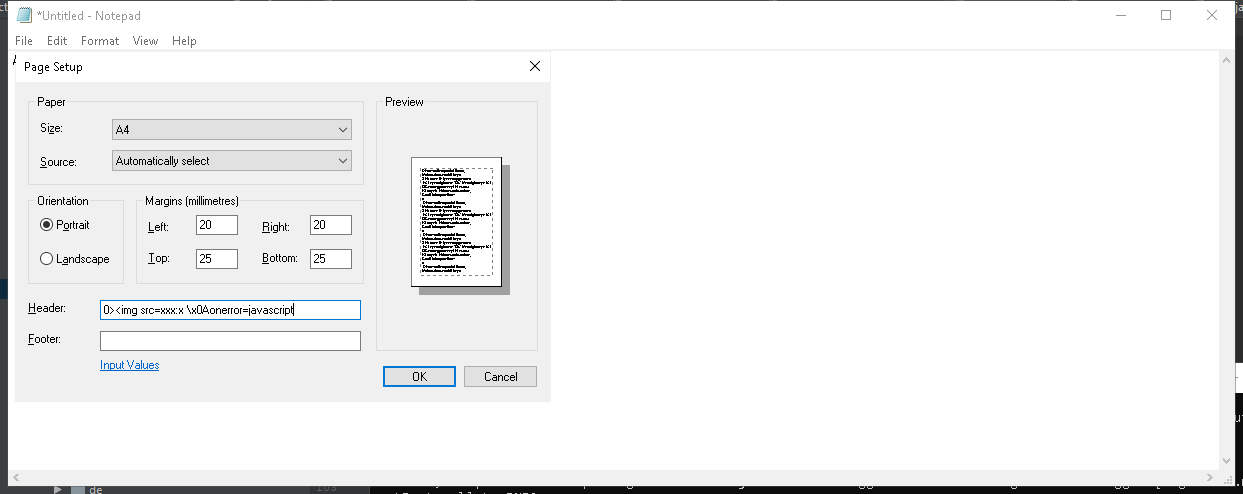 *Untitled - Notepad
File Edit Format View Help
Page Setup
Paper
Size: A4
Source: Automatically select
Orientation
Portrait
Landscape
Margins (millimetres)
Left: 20 Right: 20
Top: 25 Bottom: 25
Header: 0><img src=xxx:x \x0Aonerror=javascript
Footer:
Input Values
Preview
OK Cancel
de